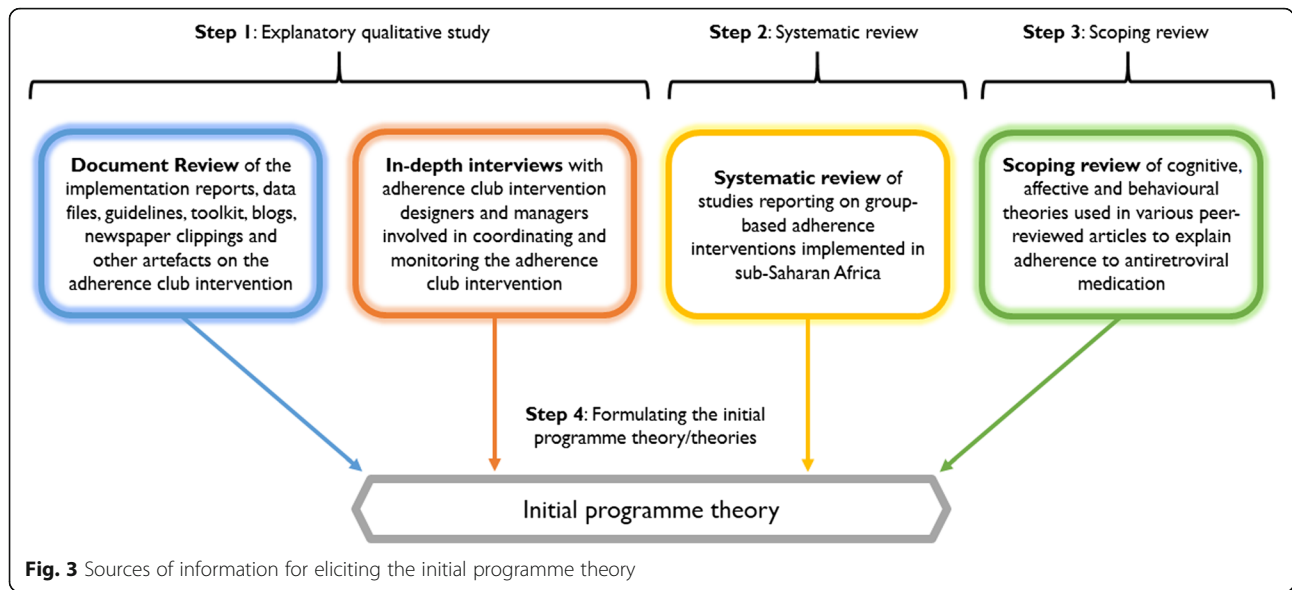 Step 1: Explanatory qualitative study
Step 2: Systematic review
Step 3: Scoping review
Document Review of the
implementation reports, data
files, guidelines, toolkit, blogs,
newspaper clippings and
other artefacts on the
adherence club intervention
In-depth interviews with
adherence club intervention
designers and managers
involved in coordinating and
monitoring the adherence
club intervention
Systematic review of
studies reporting on group-
based adherence
interventions implemented in
sub-Saharan Africa
Scoping review of cognitive,
affective and behavioural
theories used in various peer-
reviewed articles to explain
adherence to antiretroviral
medication
Step 4: Formulating the initial
programme theory/theories
Initial programme theory
Fig. 3 Sources of information for eliciting the initial programme theory